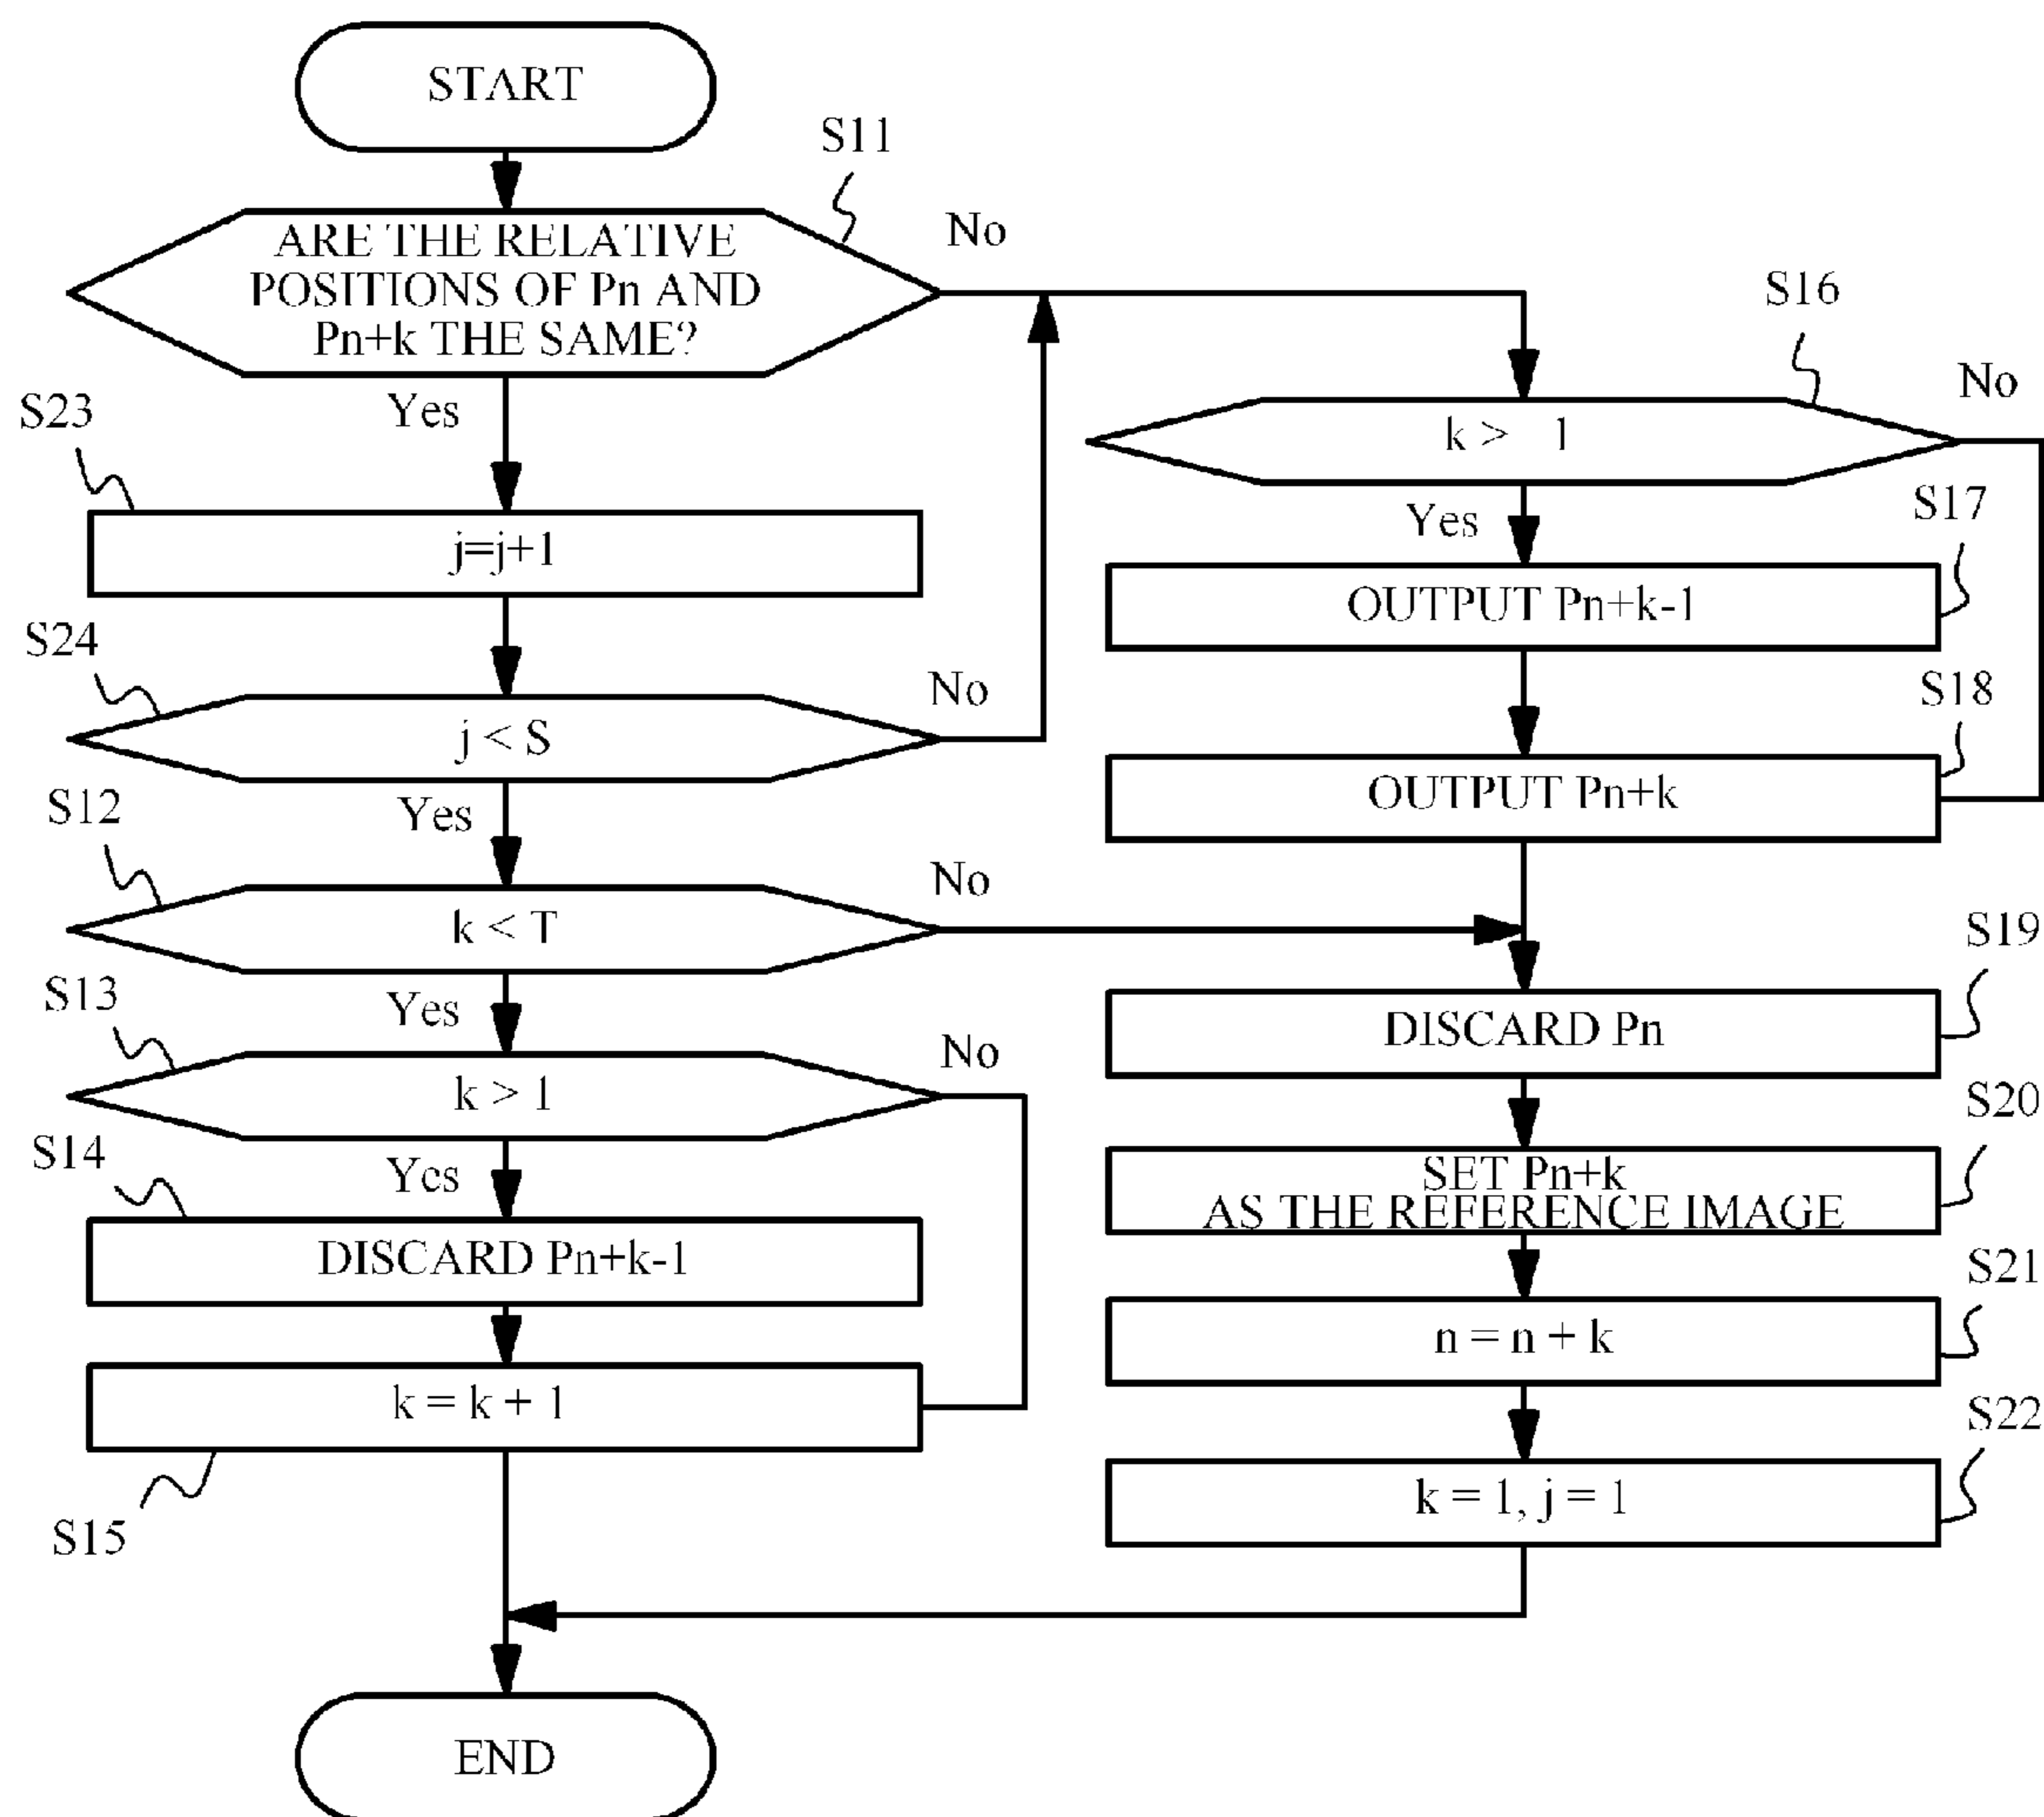 START
S11
ARE THE RELATIVE
POSITIONS OF Pn AND
Pn+k THE SAME?
No
Yes
S23
j=j+1
S24
j < S
No
Yes
S12
k < T
No
Yes
S13
k > 1
No
Yes
S14
DISCARD Pn+k-1
k = k + 1
S15
S16
k > 1
No
Yes
S17
OUTPUT Pn+k-1
S18
OUTPUT Pn+k
S19
DISCARD Pn
S20
SET Pn+k
AS THE REFERENCE IMAGE
S21
n = n + k
S22
k = 1, j = 1
END